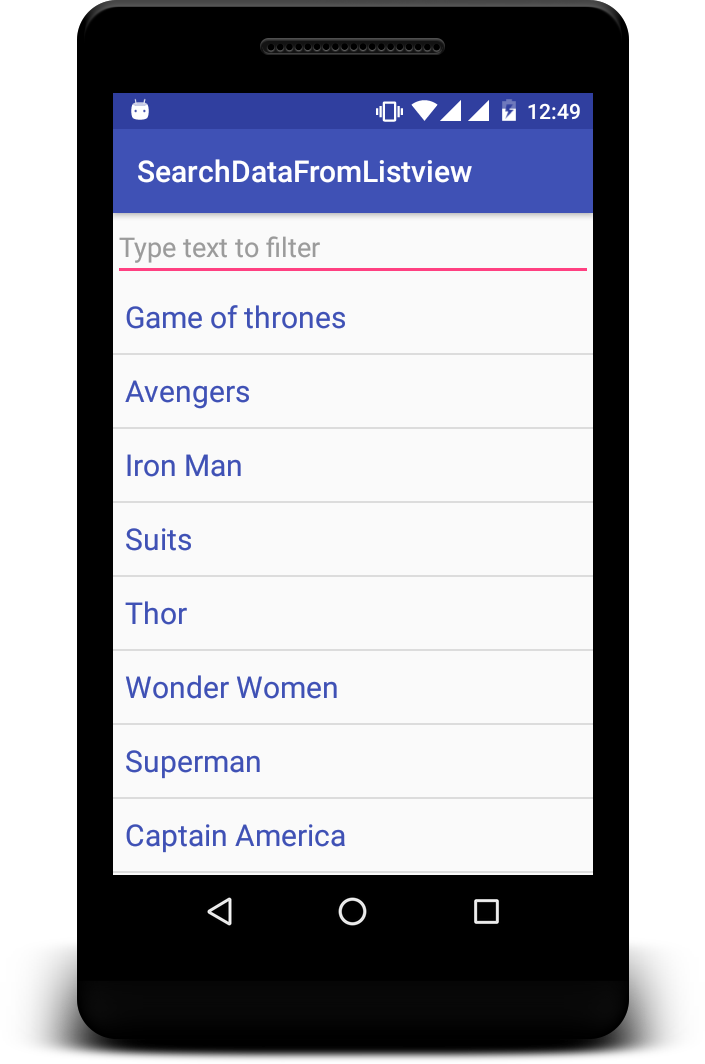 12:49
SearchDataFromListview
Type text to filter
Game of thrones
Avengers
Iron Man
Suits
Thor
Wonder Women
Superman
Captain America